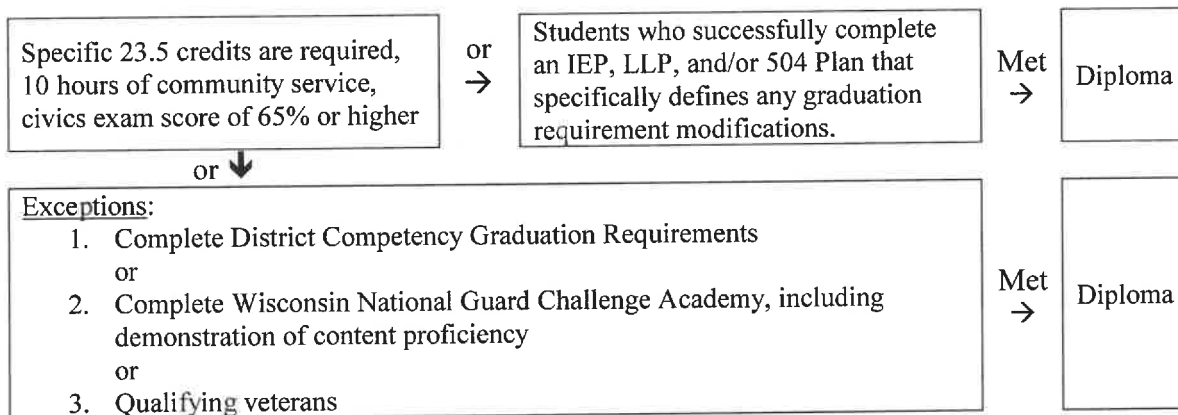 Specific 23.5 credits are required,
10 hours of community service,
civics exam score of 65% or higher
or
→
Students who successfully complete
an IEP, LLP, and/or 504 Plan that
specifically defines any graduation
requirement modifications.
Met
→
Diploma
or ↓
Exceptions:
1. Complete District Competency Graduation Requirements
or
2. Complete Wisconsin National Guard Challenge Academy, including
demonstration of content proficiency
or
3. Qualifying veterans
Met
→
Diploma